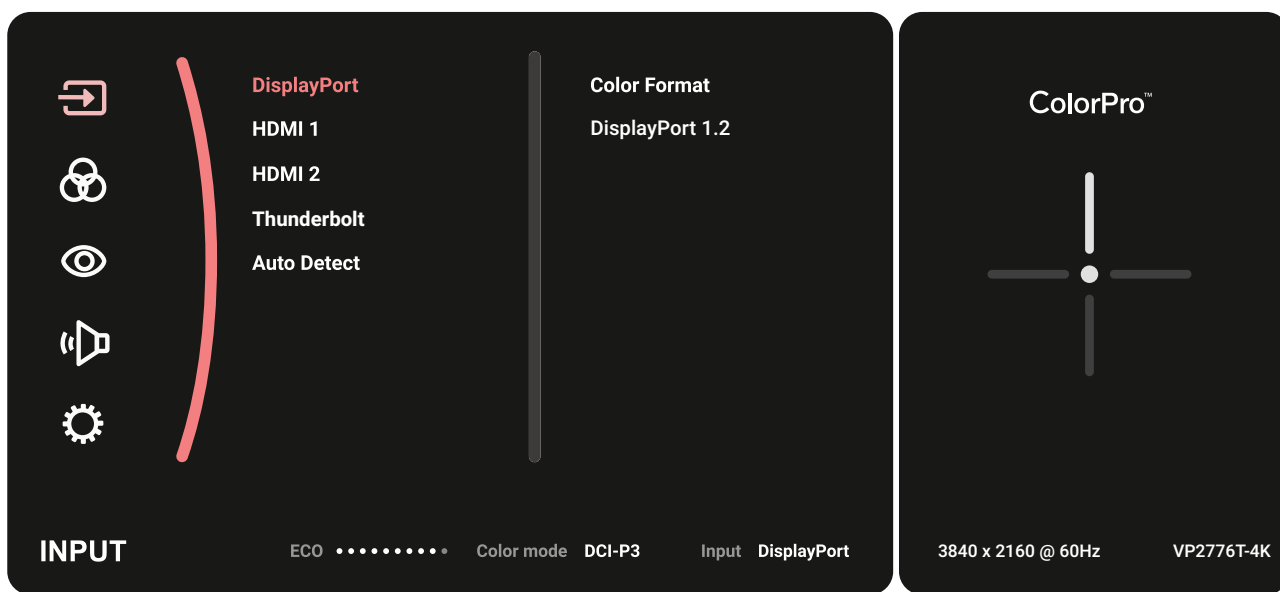 DisplayPort
HDMI 1
HDMI 2
Thunderbolt
Auto Detect
Color Format
DisplayPort 1.2
ColorPro™
INPUT
ECO
Color mode DCI-P3
Input DisplayPort
3840 x 2160 @ 60Hz
VP2776T-4K